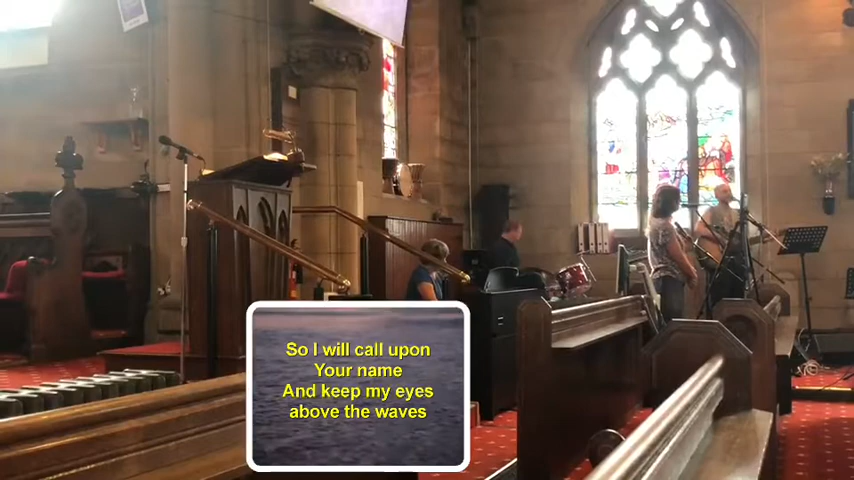 So I will call upon
Your name
And keep my eyes
above the waves